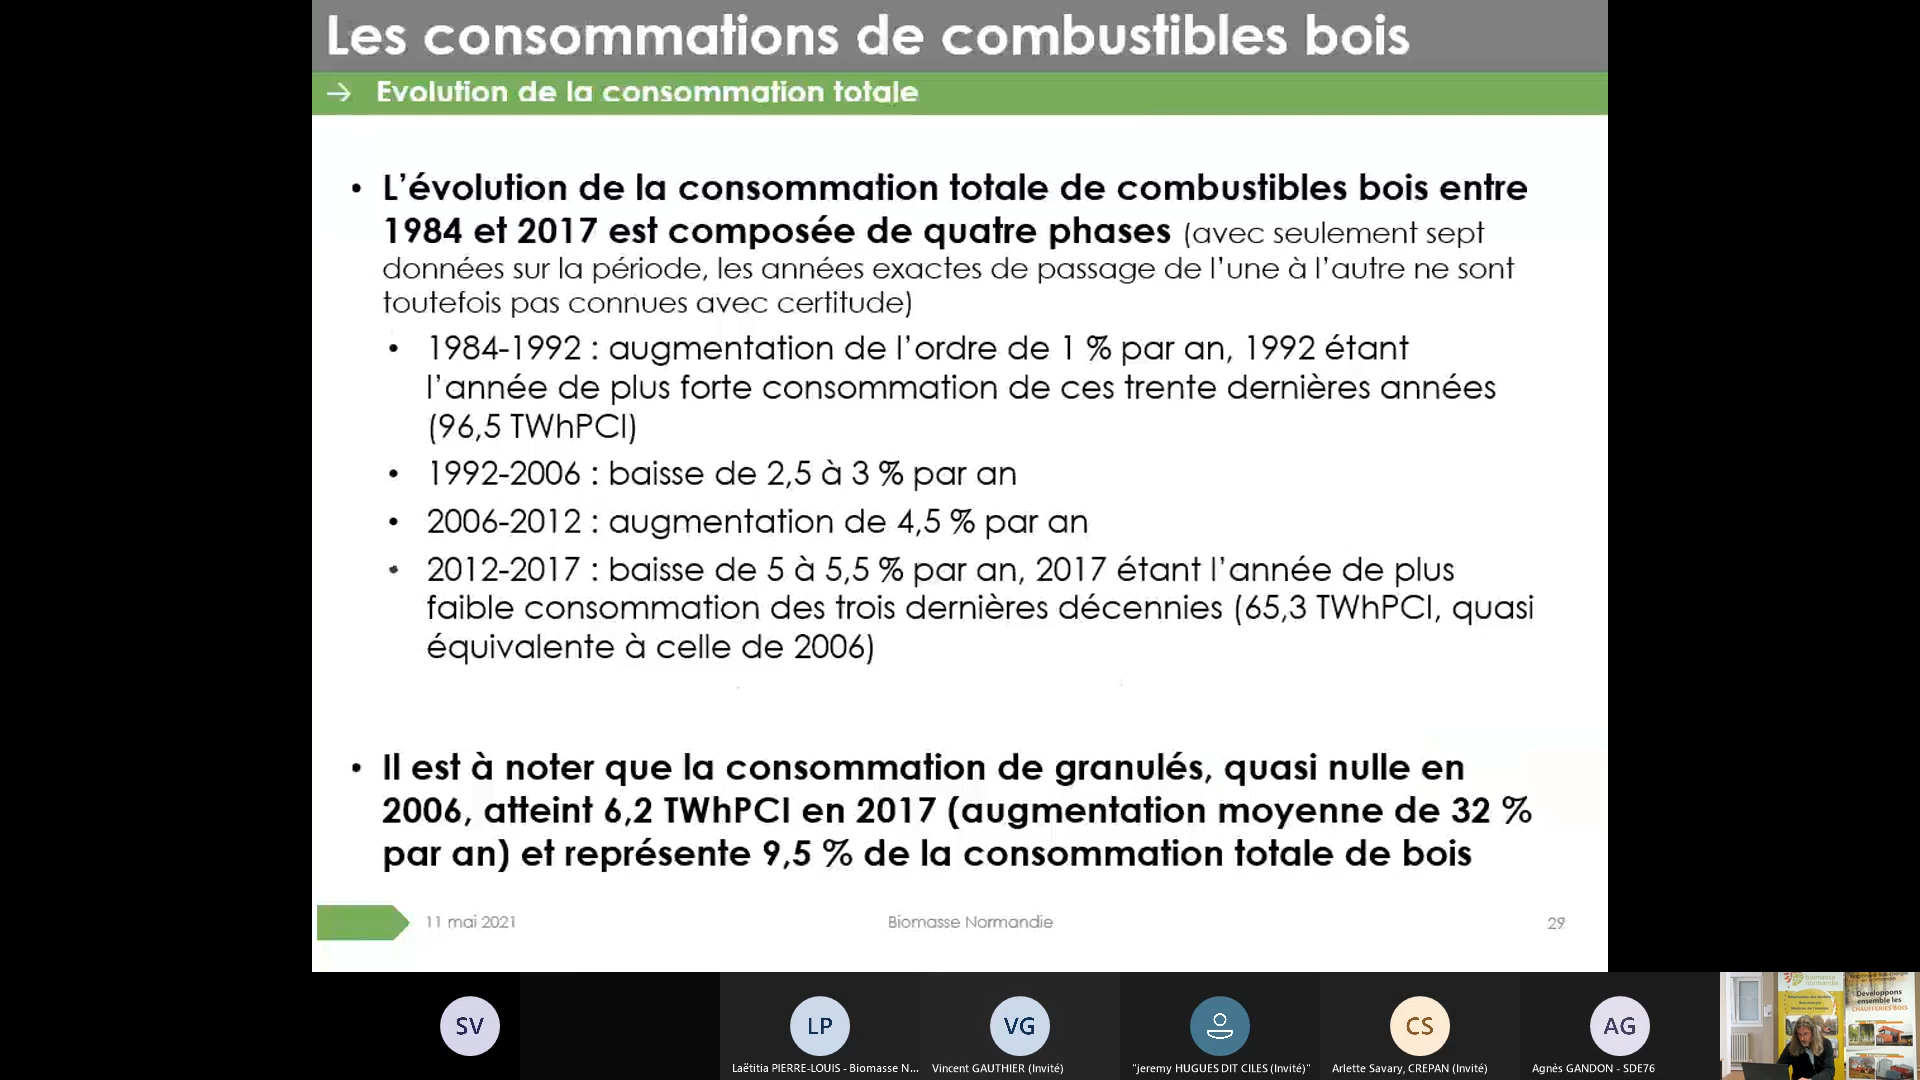 Les consommations de combustibles bois
→ Evolution de la consommation totale
• L’évolution de la consommation totale de combustibles bois entre
1984 et 2017 est composée de quatre phases (avec seulement sept
données sur la période, les années exactes de passage de l’une à l’autre ne sont
toutefois pas connues avec certitude)
• 1984-1992 : augmentation de l’ordre de 1 % par an, 1992 étant
l’année de plus forte consommation de ces trente dernières années
(96,5 TWhPCI)
• 1992-2006 : baisse de 2,5 à 3 % par an
• 2006-2012 : augmentation de 4,5 % par an
• 2012-2017 : baisse de 5 à 5,5 % par an, 2017 étant l’année de plus
faible consommation des trois dernières décennies (65,3 TWhPCI, quasi
équivalente à celle de 2006)
• Il est à noter que la consommation de granulés, quasi nulle en
2006, atteint 6,2 TWhPCI en 2017 (augmentation moyenne de 32 %
par an) et représente 9,5 % de la consommation totale de bois
11 mai 2021
Biomasse Normandie
29
SV
LP
VG
CS
AG
Laëtitia PIERRE-LOUIS - Biomasse N...
Vincent GAUTHIER (Invité)
"jeremy HUGUES DIT CILES (Invité)"
Arlette Savary, CREPAN (Invité)
Agnès GANDON - SDE76
biomasse
normandie
Développons
ensemble les
CHAUFFERIES BOIS